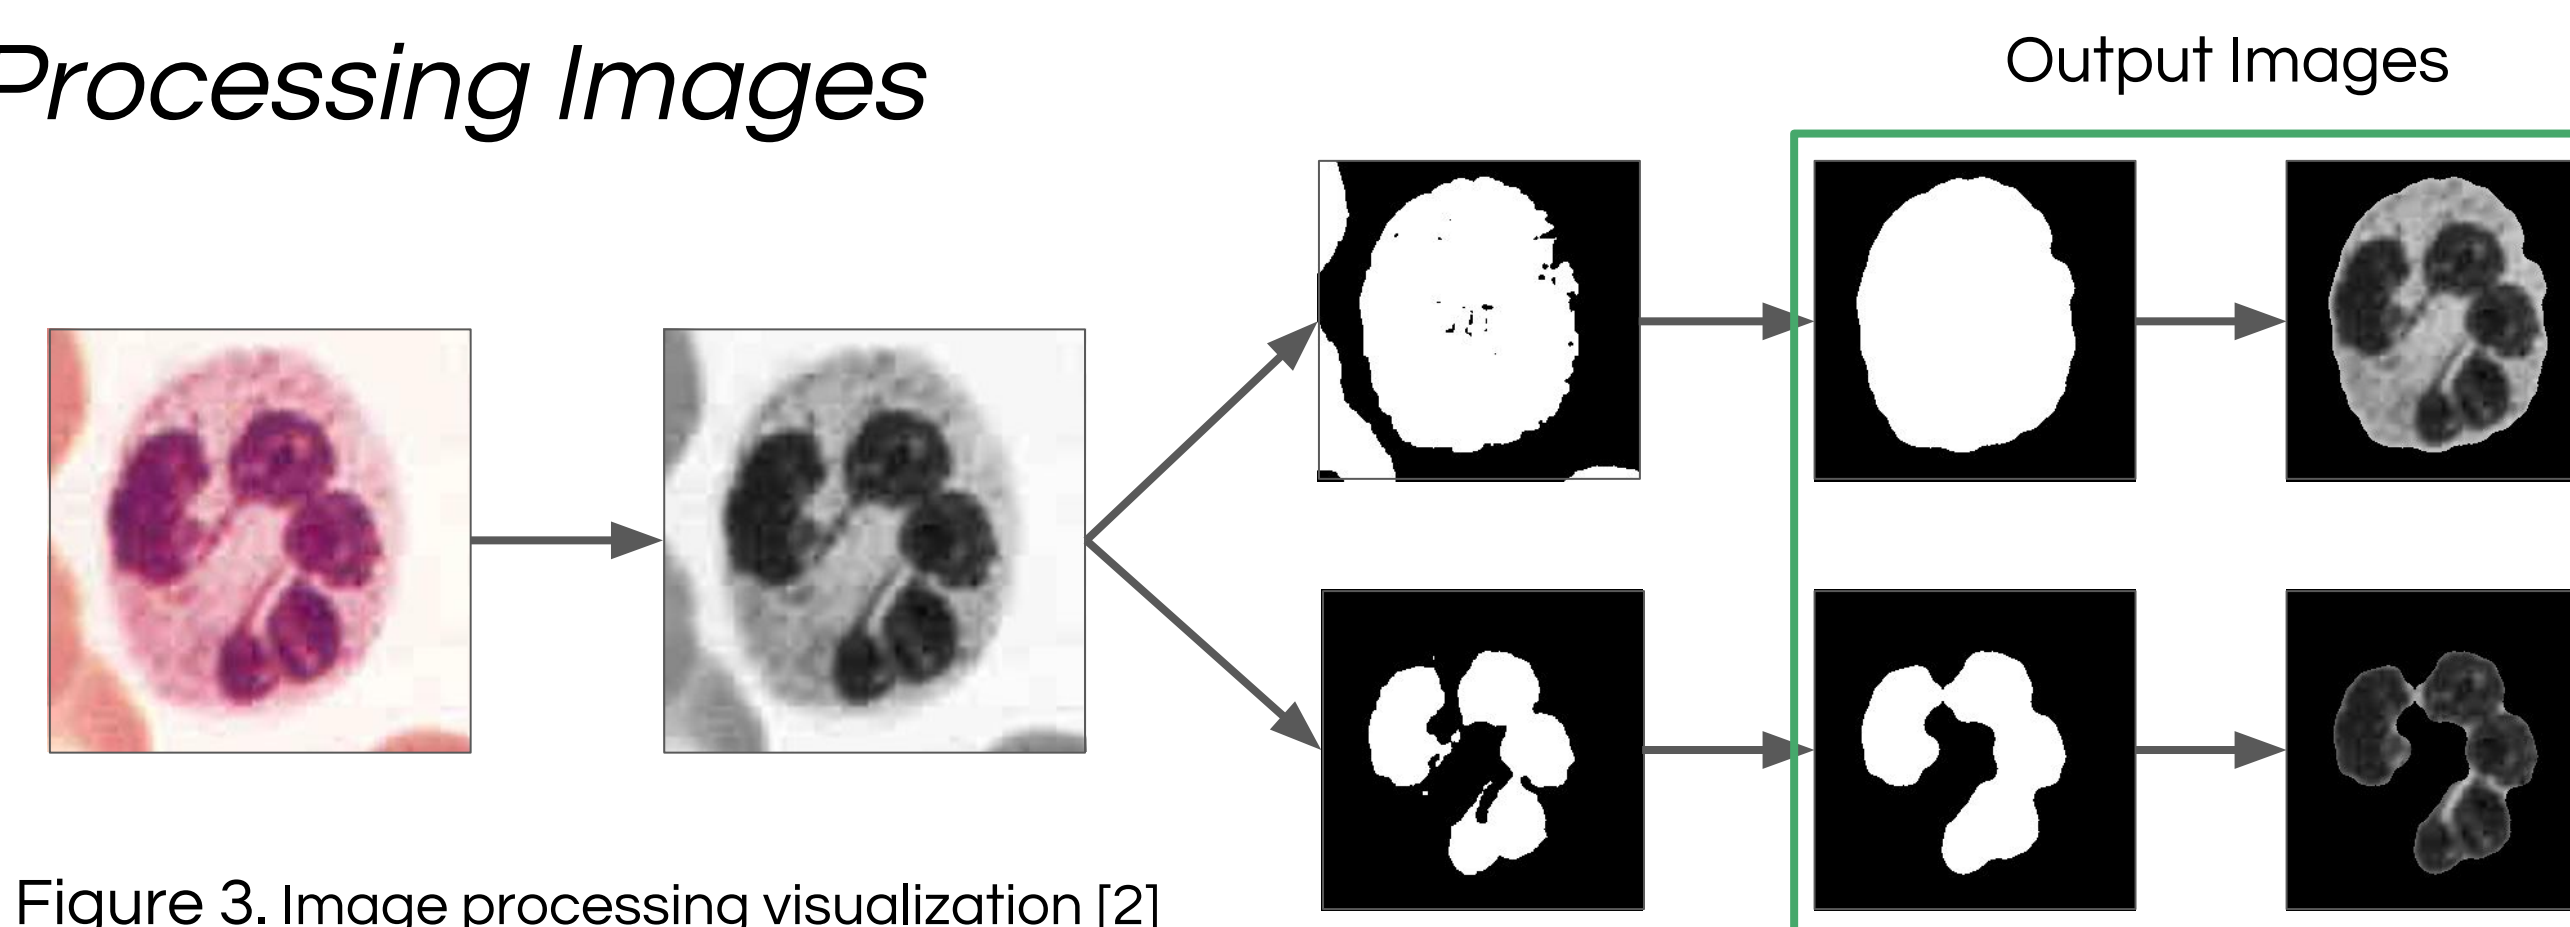 Processing Images
Output Images
Figure 3. Image processing visualization [2]